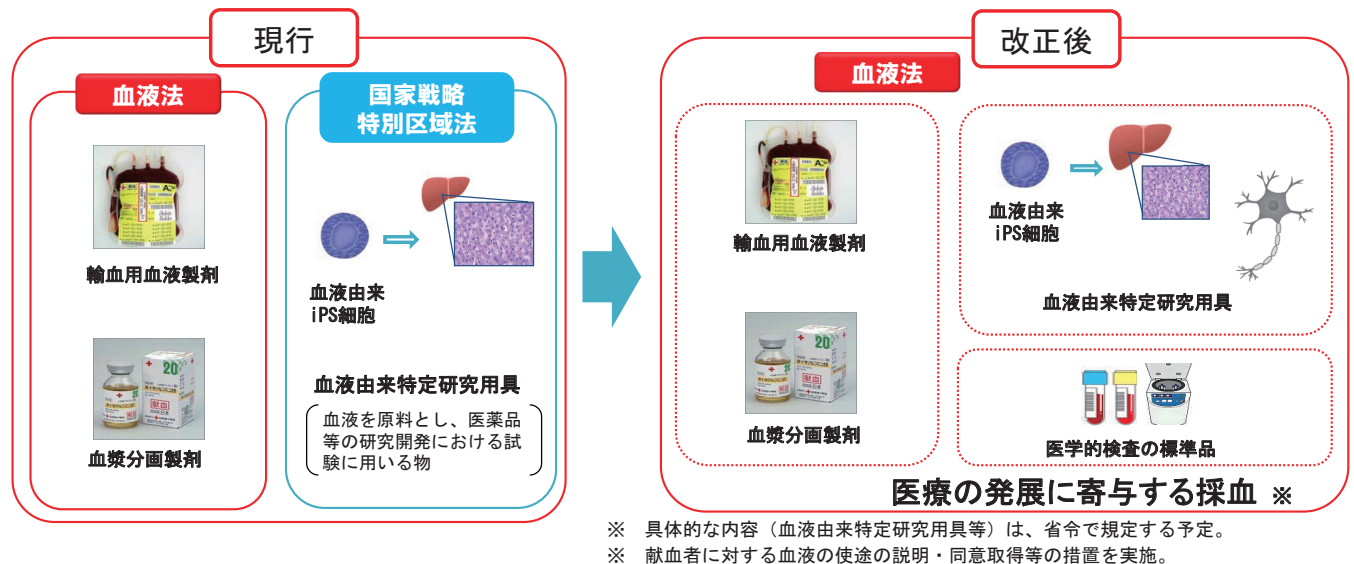 現行
血液法
輸血用血液製剤
血漿分画製剤
国家戦略
特別区域法
血液由来
iPS細胞
血液由来特定研究用具
血液を原料とし、医薬品
等の研究開発における試
験に用いる物
改正後
血液法
輸血用血液製剤
血漿分画製剤
血液由来
iPS細胞
血液由来特定研究用具
医学的検査の標準品
医療の発展に寄与する採血 ※
※ 具体的な内容（血液由来特定研究用具等）は、省令で規定する予定。
※ 献血者に対する血液の使途の説明・同意取得等の措置を実施。